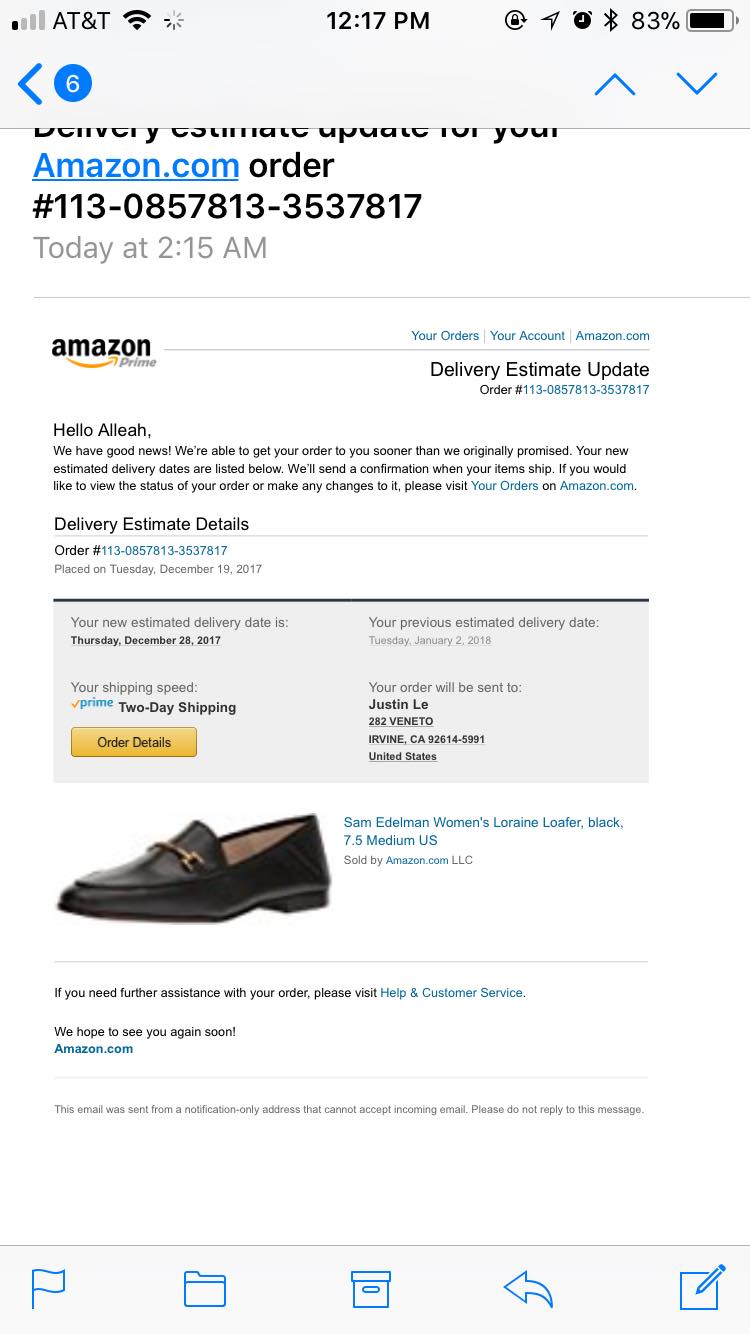 AT&T 12:17 PM 83%
6
Delivery estimate update for your
Amazon.com order
#113-0857813-3537817
Today at 2:15 AM
amazon Prime
Your Orders | Your Account | Amazon.com
Delivery Estimate Update
Order #113-0857813-3537817
Hello Alleah,
We have good news! We're able to get your order to you sooner than we originally promised. Your new
estimated delivery dates are listed below. We'll send a confirmation when your items ship. If you would
like to view the status of your order or make any changes to it, please visit Your Orders on Amazon.com.
Delivery Estimate Details
Order #113-0857813-3537817
Placed on Tuesday, December 19, 2017
Your new estimated delivery date is:
Thursday, December 28, 2017
Your previous estimated delivery date:
Tuesday, January 2, 2018
Your shipping speed:
prime Two-Day Shipping
Order Details
Your order will be sent to:
Justin Le
282 VENETO
IRVINE, CA 92614-5991
United States
Sam Edelman Women's Loraine Loafer, black,
7.5 Medium US
Sold by Amazon.com LLC
If you need further assistance with your order, please visit Help & Customer Service.
We hope to see you again soon!
Amazon.com
This email was sent from a notification-only address that cannot accept incoming email. Please do not reply to this message.